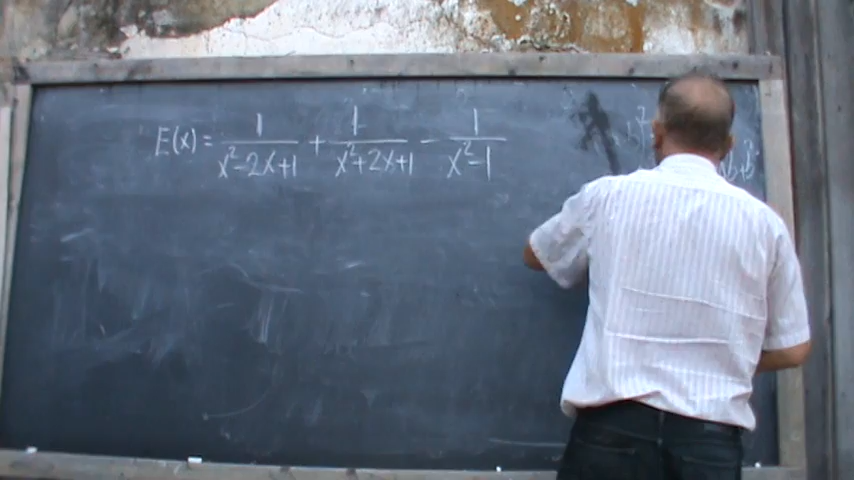 E(x) = 1/(x²-2x+1) + 1/(x²+2x+1) - 1/(x²-1)